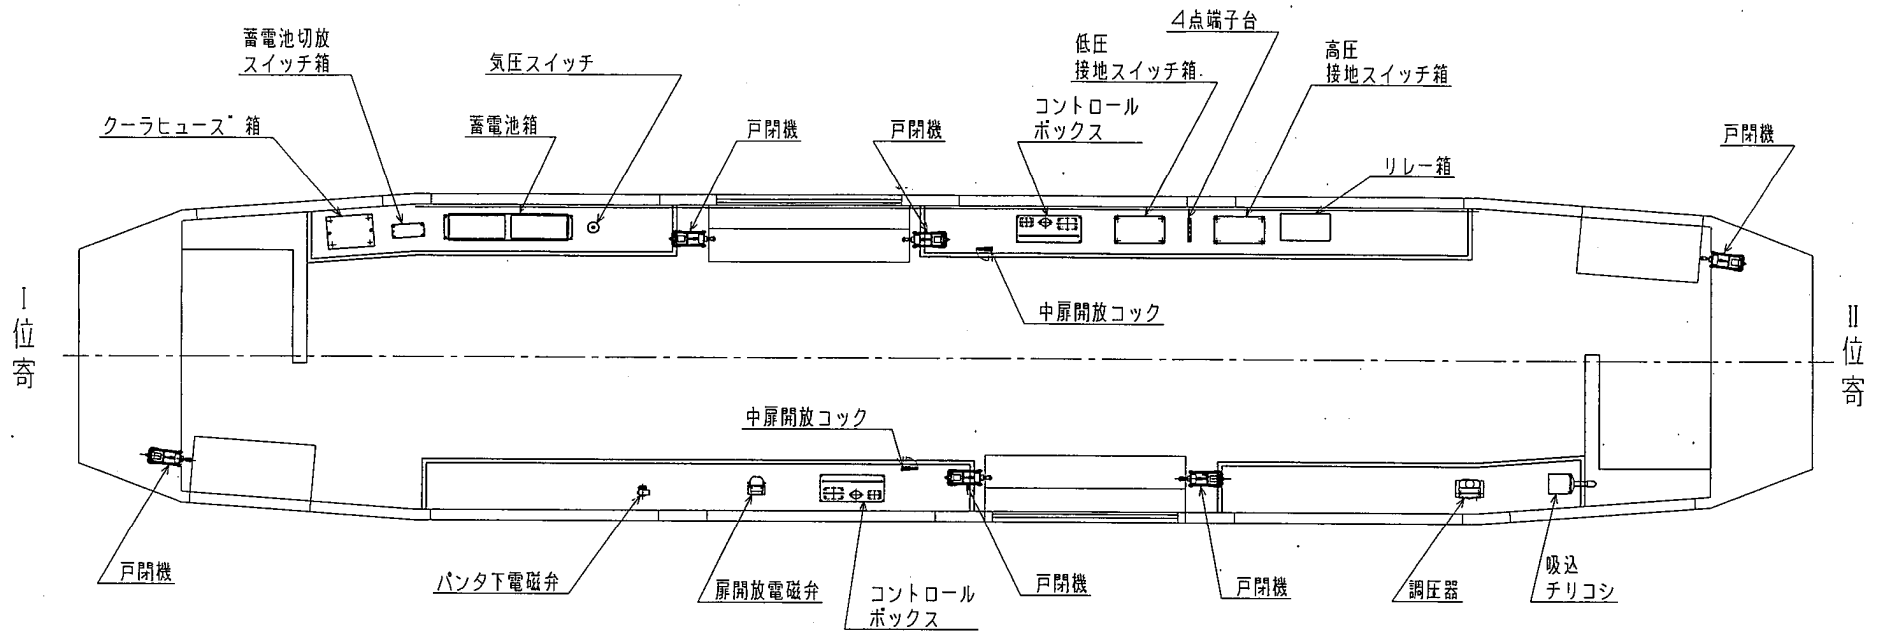 蓄電池切放
スイッチ箱
気圧スイッチ
低圧
接地スイッチ箱
4点端子台
高圧
接地スイッチ箱
クーラヒューズ箱
蓄電池箱
戸閉機
戸閉機
コントロール
ボックス
リレー箱
戸閉機
中扉開放コック
I位寄
II位寄
中扉開放コック
戸閉機
パンタ下電磁弁
扉開放電磁弁
コントロール
ボックス
戸閉機
戸閉機
調圧器
吸込
チリコシ